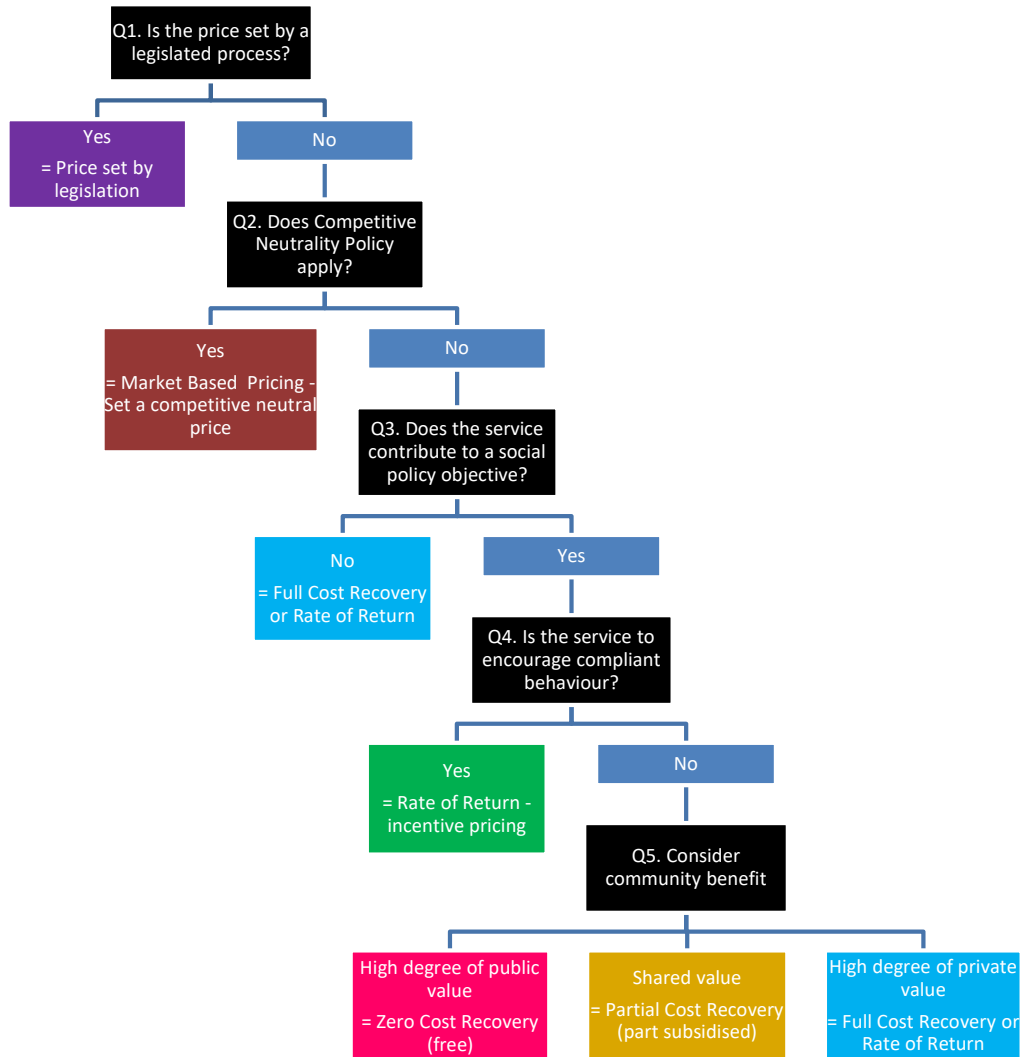 Q1. Is the price set by a
legislated process?
Yes
= Price set by
legislation
No
Q2. Does Competitive
Neutrality Policy
apply?
Yes
= Market Based  Pricing -
Set a competitive neutral
price
No
Q3. Does the service
contribute to a social
policy objective?
No
= Full Cost Recovery
or Rate of Return
Yes
Q4. Is the service to
encourage compliant
behaviour?
Yes
= Rate of Return -
incentive pricing
No
Q5. Consider
community benefit
High degree of public
value
= Zero Cost Recovery
(free)
Shared value
= Partial Cost Recovery
(part subsidised)
High degree of private
value
= Full Cost Recovery or
Rate of Return